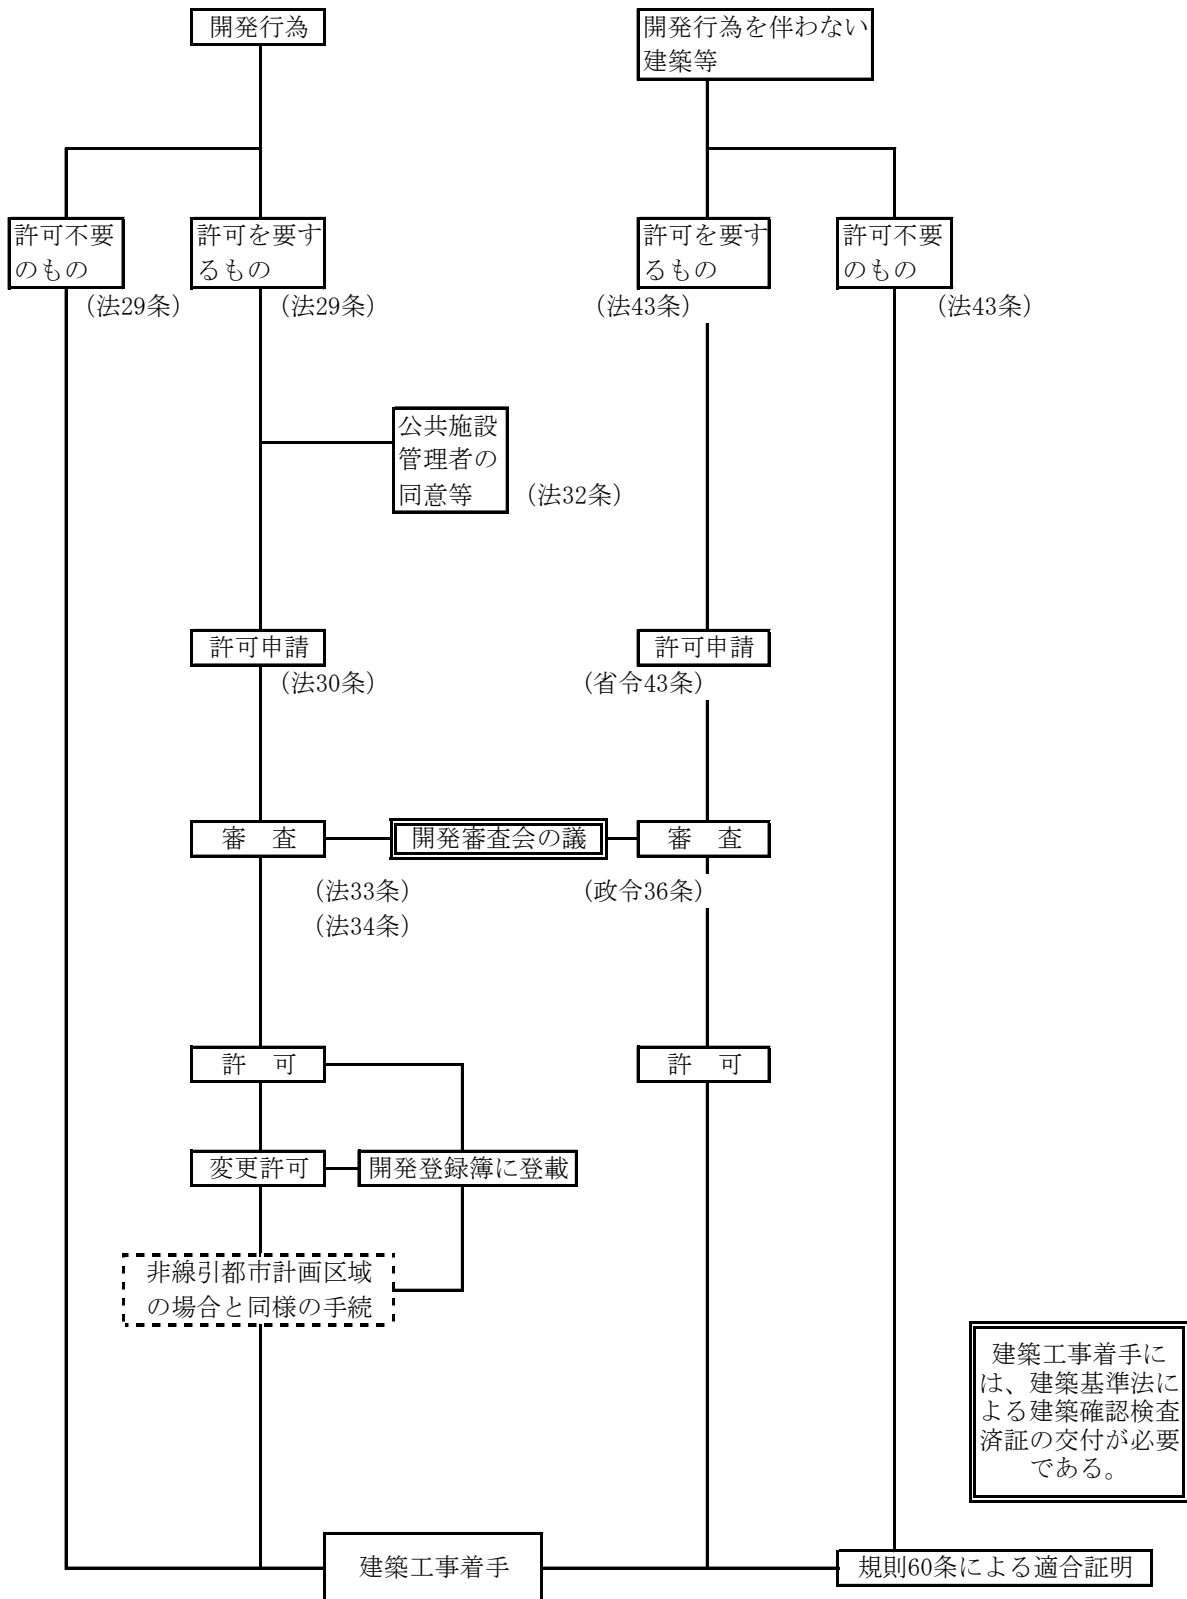 開発行為
開発行為を伴わない
建築等
許可不要
のもの
(法29条)
許可を要す
るもの
(法29条)
許可を要す
るもの
(法43条)
許可不要
のもの
(法43条)
公共施設
管理者の
同意等
(法32条)
許可申請
(法30条)
許可申請
(省令43条)
審　査
開発審査会の議
審　査
(法33条)
(法34条)
(政令36条)
許　可
許　可
変更許可
開発登録簿に登載
非線引都市計画区域
の場合と同様の手続
建築工事着手に
は、建築基準法に
よる建築確認検査
済証の交付が必要
である。
建築工事着手
規則60条による適合証明